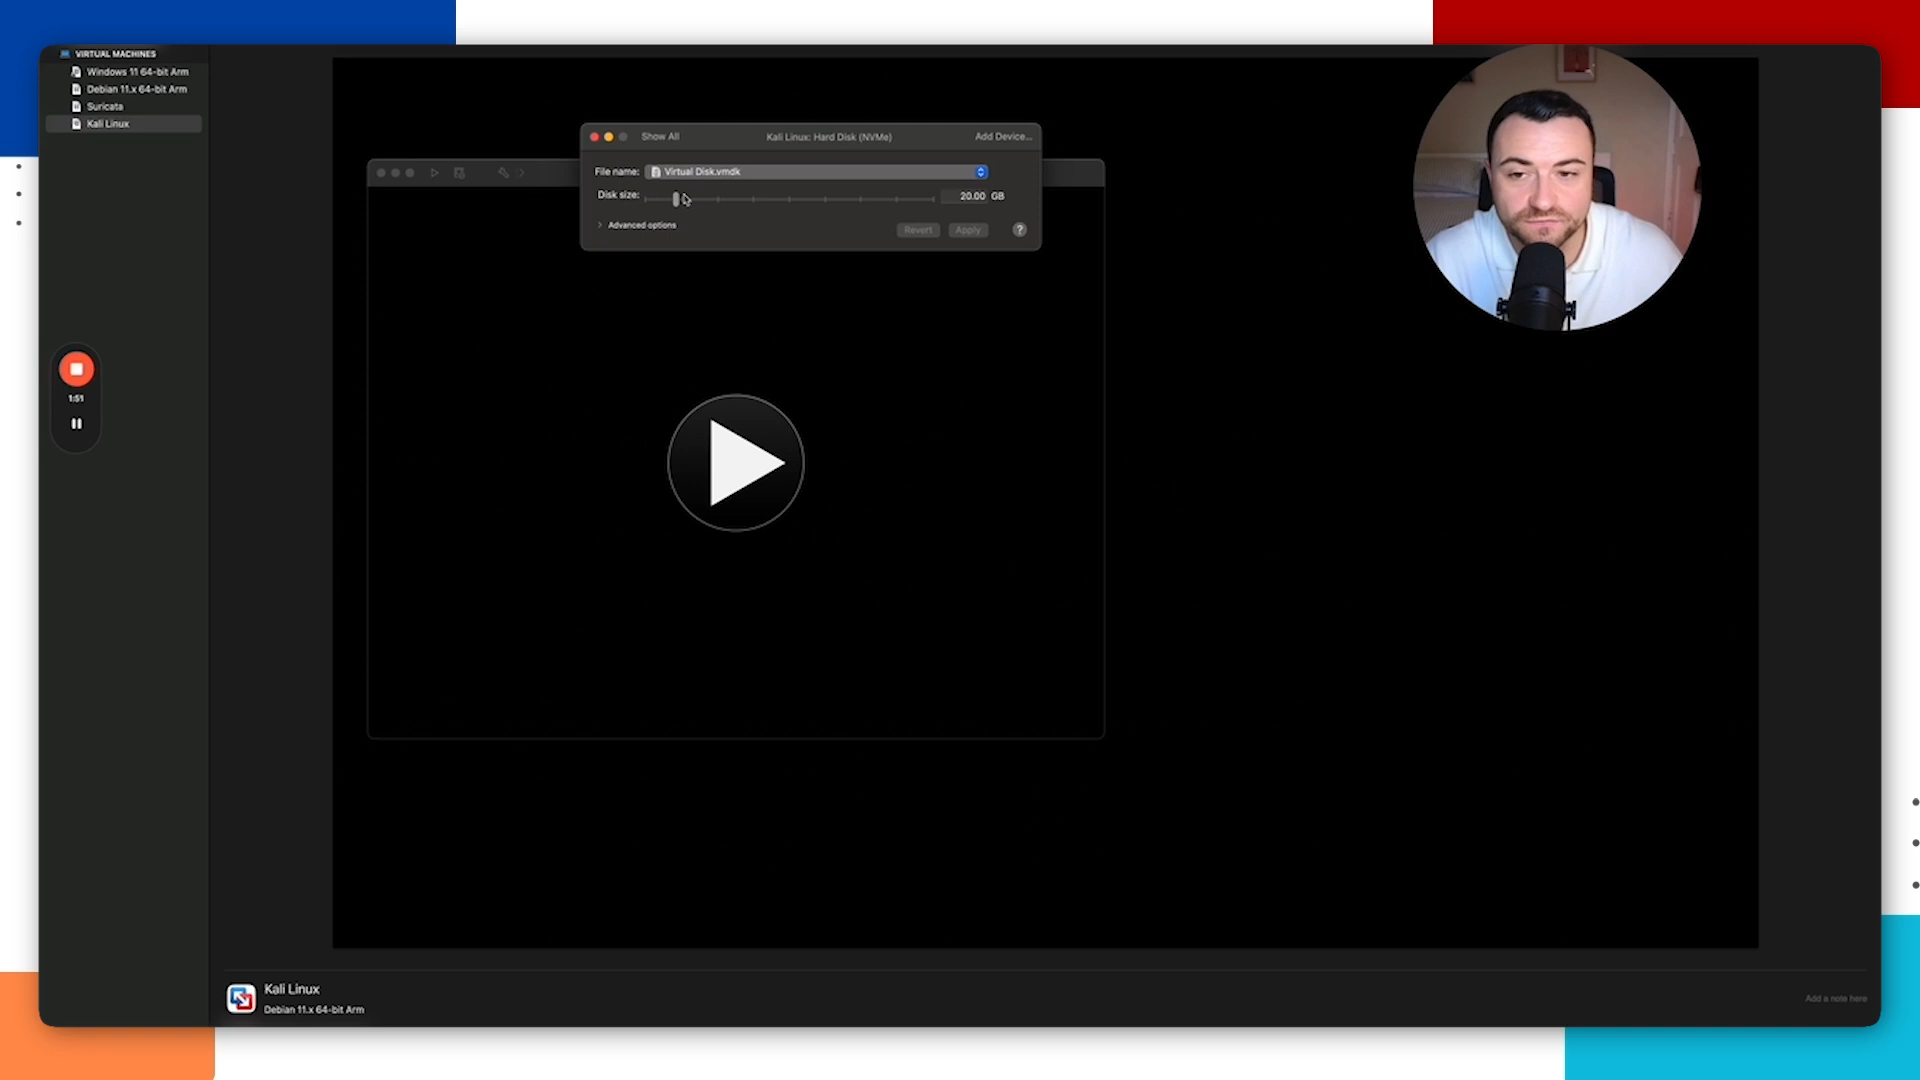 VIRTUAL MACHINES
Windows 11 64-bit Arm
Debian 11.x 64-bit Arm
Suricata
Kali Linux
Show All
Kali Linux: Hard Disk (NVMe)
Add Device...
File name:
Virtual Disk.vmdk
Disk size:
20.00 GB
Advanced options
Revert
Apply
?
1:51
Kali Linux
Debian 11.x 64-bit Arm
Add a note here